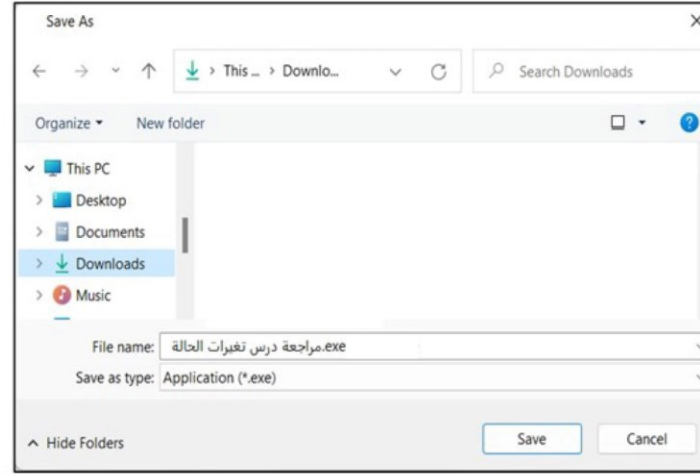 Save As
This ... > Downlo...
Search Downloads
Organize
New folder
This PC
Desktop
Documents
Downloads
Music
File name: مراجعة درس تغيرات الحالة.exe
Save as type: Application (*.exe)
Hide Folders
Save
Cancel